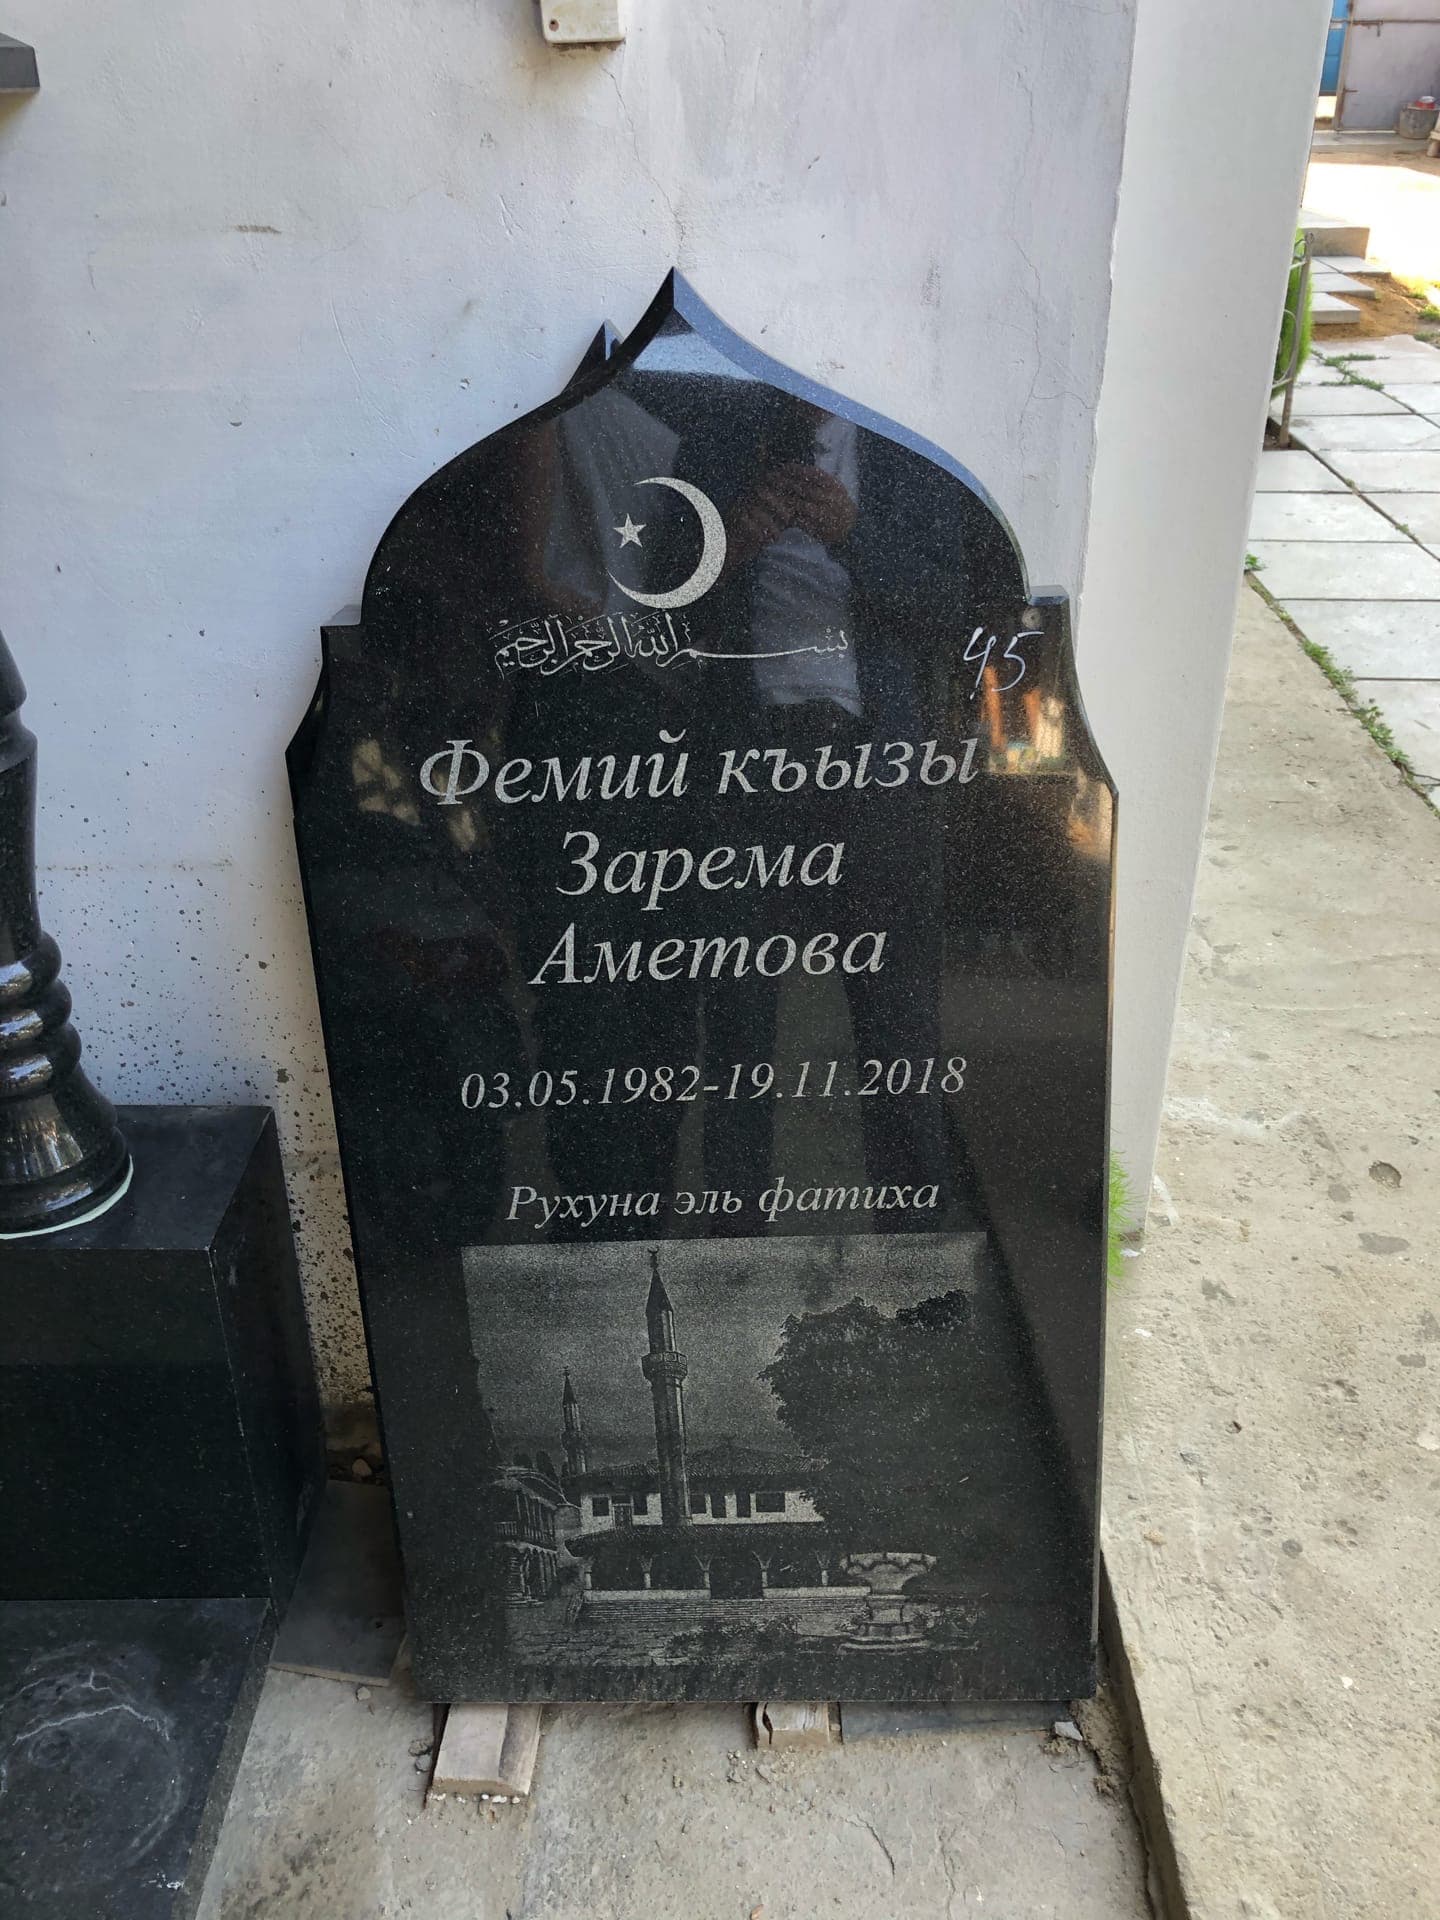 بسم الله الرحمن الرحيم
45
Фемий къызы
Зарема
Аметова
03.05.1982-19.11.2018
Рухуна эль фатиха